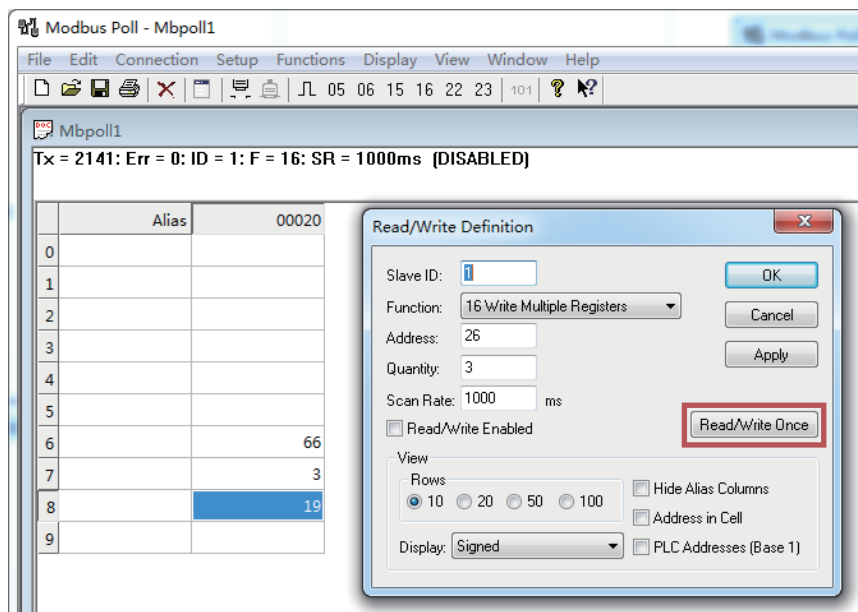 Modbus Poll - Mbpoll1
File Edit Connection Setup Functions Display View Window Help
05 06 15 16 22 23 101
Mbpoll1
Tx = 2141: Err = 0: ID = 1: F = 16: SR = 1000ms (DISABLED)
Alias 00020
0
1
2
3
4
5
6 66
7 3
8 19
9
Read/Write Definition
Slave ID: 1
OK
Function: 16 Write Multiple Registers
Cancel
Address: 26
Quantity: 3
Apply
Scan Rate: 1000 ms
Read/Write Enabled
Read/Write Once
View
Rows
10 20 50 100
Hide Alias Columns
Address in Cell
Display: Signed
PLC Addresses (Base 1)